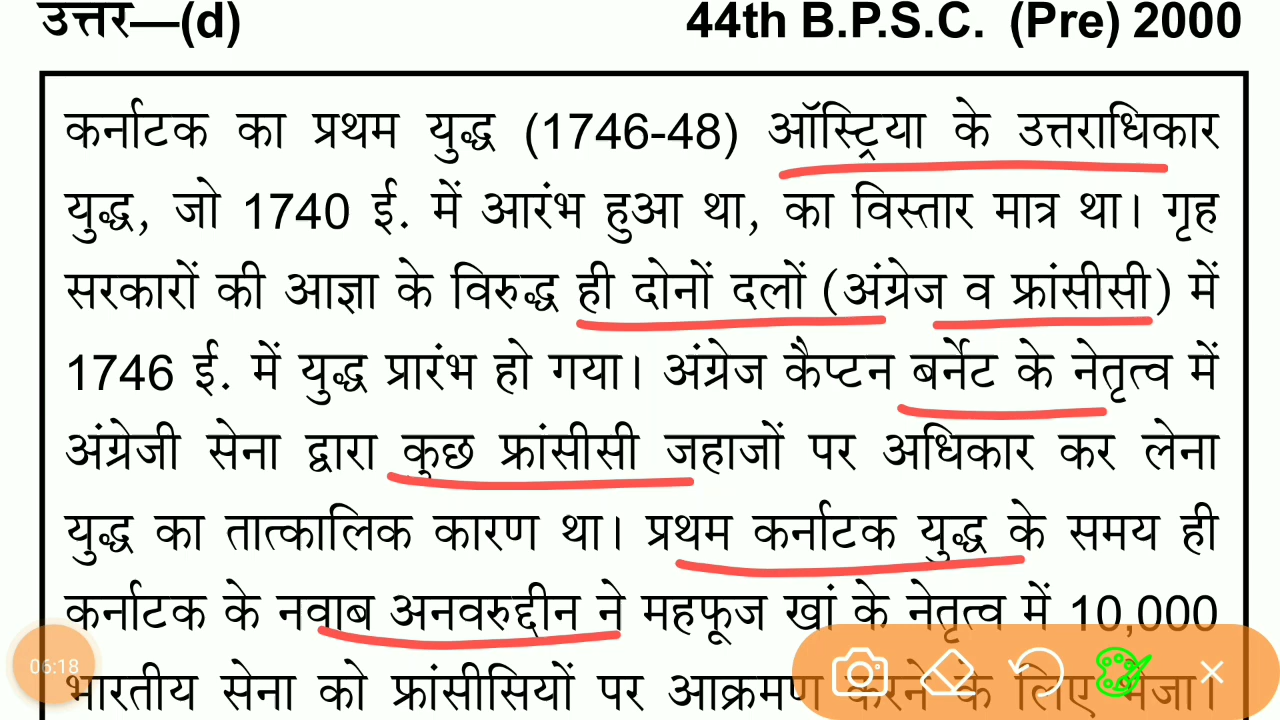 उत्तर—(d) 44th B.P.S.C. (Pre) 2000
कर्नाटक का प्रथम युद्ध (1746-48) ऑस्ट्रिया के उत्तराधिकार
युद्ध, जो 1740 ई. में आरंभ हुआ था, का विस्तार मात्र था। गृह
सरकारों की आज्ञा के विरुद्ध ही दोनों दलों (अंग्रेज व फ्रांसीसी) में
1746 ई. में युद्ध प्रारंभ हो गया। अंग्रेज कैप्टन बर्नेट के नेतृत्व में
अंग्रेजी सेना द्वारा कुछ फ्रांसीसी जहाजों पर अधिकार कर लेना
युद्ध का तात्कालिक कारण था। प्रथम कर्नाटक युद्ध के समय ही
कर्नाटक के नवाब अनवरुद्दीन ने महफूज खां के नेतृत्व में 10,000
06:18
भारतीय सेना को फ्रांसीसियों पर आक्रमण करने के लिए भेजा।